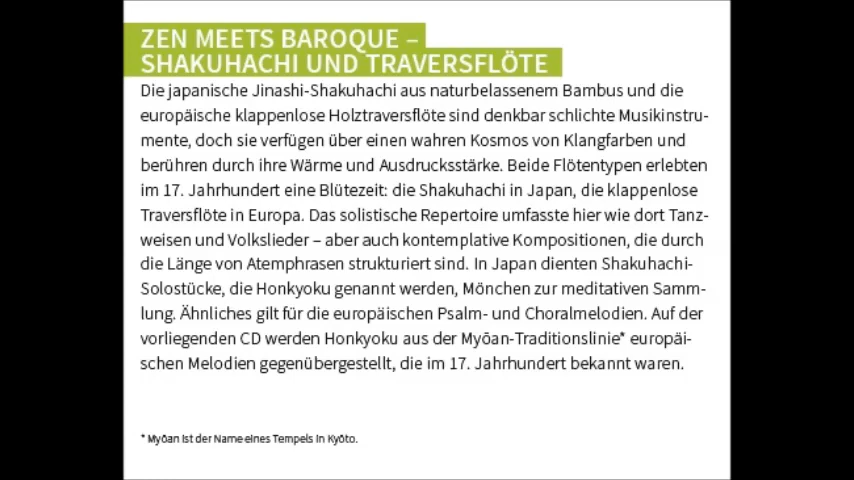 ZEN MEETS BAROQUE –
SHAKUHACHI UND TRAVERSFLÖTE
Die japanische Jinashi-Shakuhachi aus naturbelassenem Bambus und die
europäische klappenlose Holztraversflöte sind denkbar schlichte Musikinstru-
mente, doch sie verfügen über einen wahren Kosmos von Klangfarben und
berühren durch ihre Wärme und Ausdrucksstärke. Beide Flötentypen erlebten
im 17. Jahrhundert eine Blütezeit: die Shakuhachi in Japan, die klappenlose
Traversflöte in Europa. Das solistische Repertoire umfasste hier wie dort Tanz-
weisen und Volkslieder – aber auch kontemplative Kompositionen, die durch
die Länge von Atemphrasen strukturiert sind. In Japan dienten Shakuhachi-
Solostücke, die Honkyoku genannt werden, Mönchen zur meditativen Samm-
lung. Ähnliches gilt für die europäischen Psalm- und Choralmelodien. Auf der
vorliegenden CD werden Honkyoku aus der Myōan-Traditionslinie* europäi-
schen Melodien gegenübergestellt, die im 17. Jahrhundert bekannt waren.
* Myōan ist der Name eines Tempels in Kyōto.